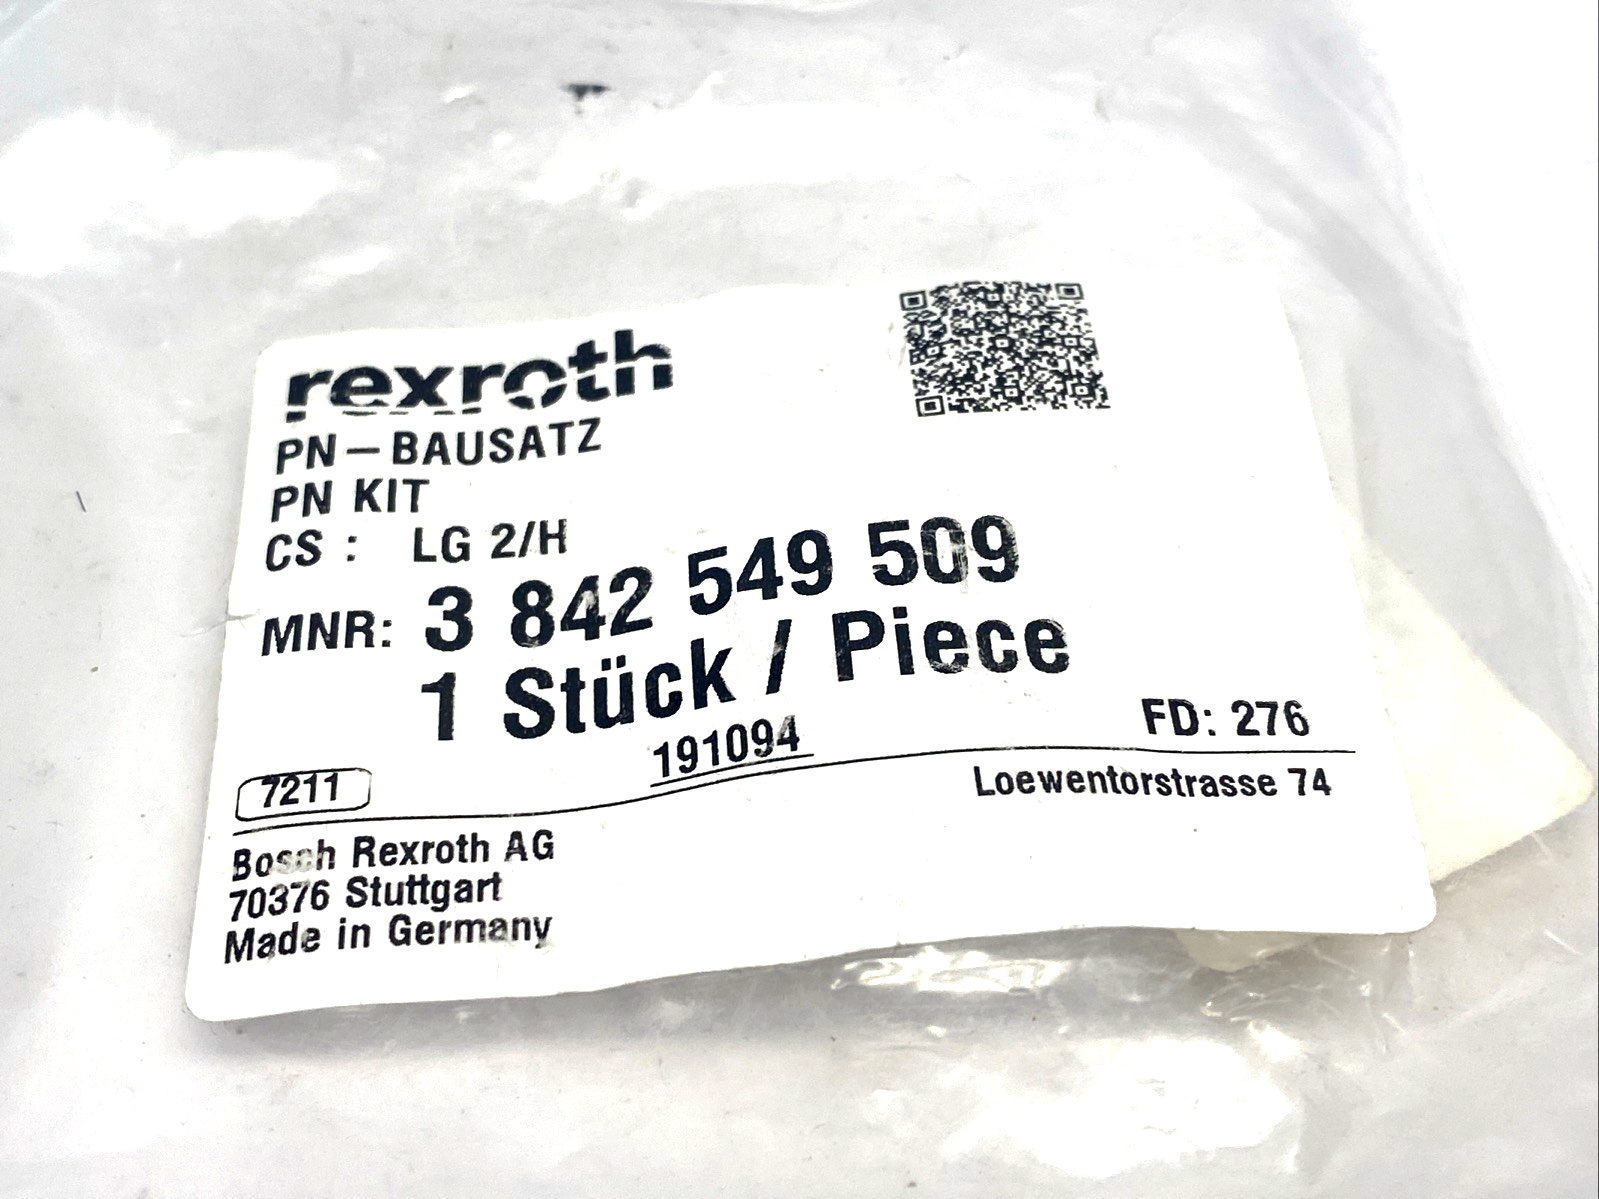 rexroth
PN-BAUSATZ
PN KIT
CS : LG 2/H
MNR: 3 842 549 509
1 Stück / Piece
191094
FD: 276
7211
Loewentorstrasse 74
Bosch Rexroth AG
70376 Stuttgart
Made in Germany